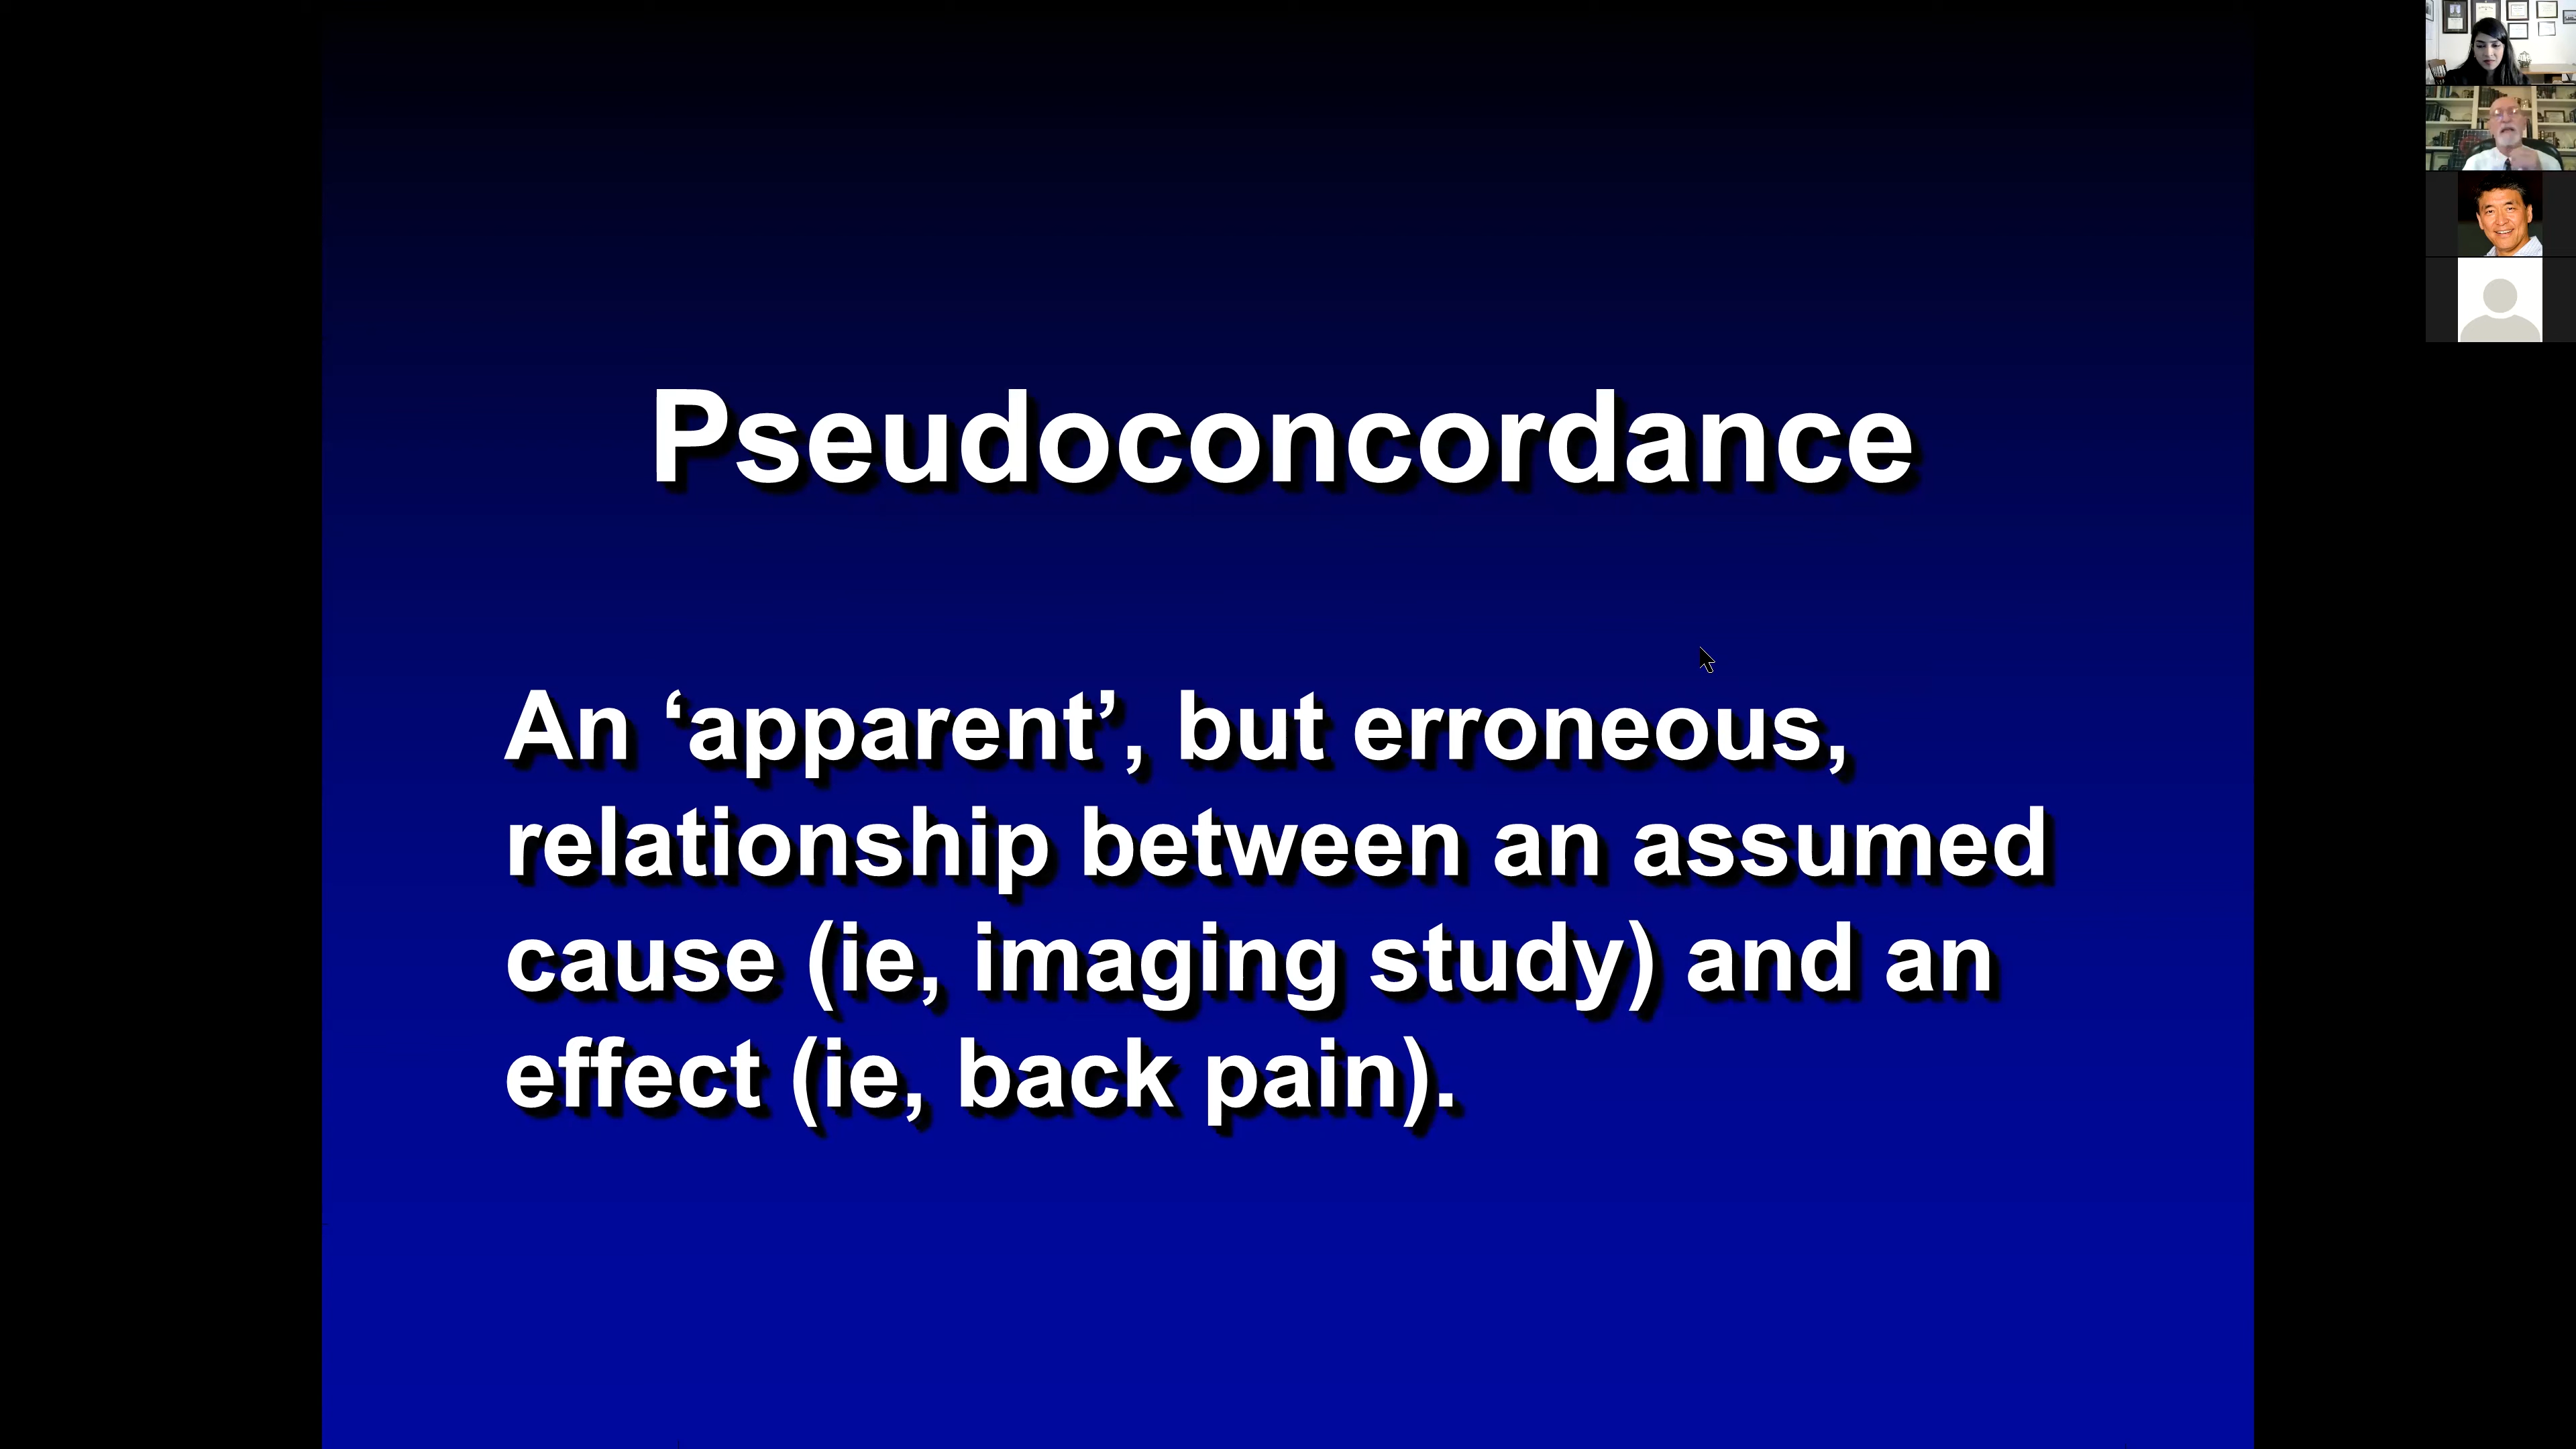 Pseudoconcordance
An ‘apparent’, but erroneous,
relationship between an assumed
cause (ie, imaging study) and an
effect (ie, back pain).